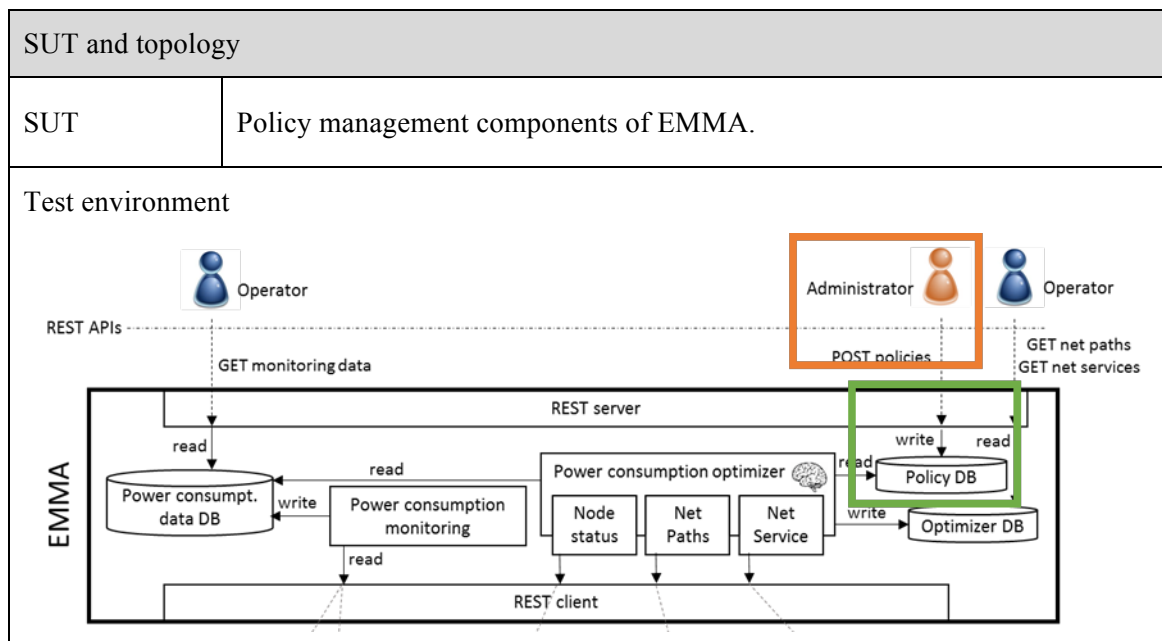 SUT and topology
SUT
Policy management components of EMMA.
Test environment
Operator
Administrator
Operator
REST APIs
GET monitoring data
POST policies
GET net paths
GET net services
EMMA
REST server
read
write
read
read
Power consumption optimizer
read
Policy DB
Power consumpt.
data DB
write
Power consumption
monitoring
Node
status
Net
Paths
Net
Service
write
Optimizer DB
read
REST client